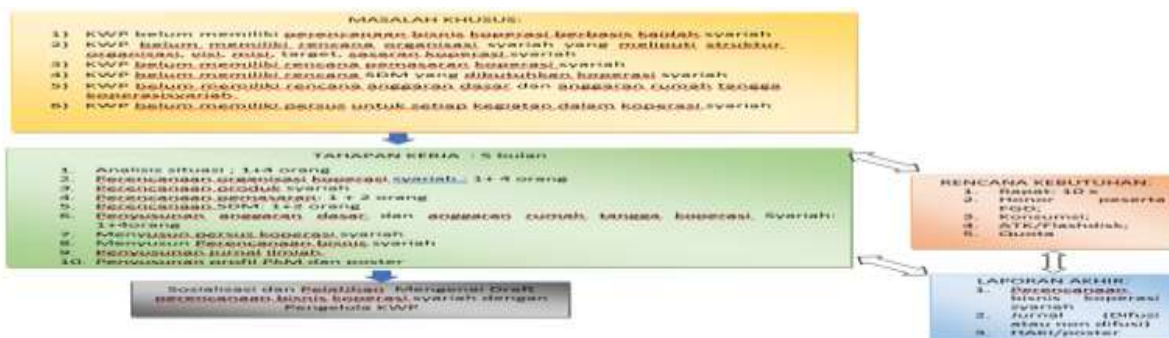 MASALAH KHUSUS:
1) KWP belum memiliki perencanaan bisnis koperasi berbasis kaidah syariah
2) KWP belum memiliki rencana organisasi syariah yang meliputi struktur
organisasi, visi, misi, target, sasaran koperasi syariah
3) KWP belum memiliki rencana pemasaran koperasi syariah
4) KWP belum memiliki rencana SDM yang dibutuhkan koperasi syariah
5) KWP belum memiliki rencana anggaran dasar dan anggaran rumah tangga
koperasi syariah.
6) KWP belum memiliki persus untuk setiap kegiatan dalam koperasi syariah
TAHAPAN KERJA : 5 bulan
1. Analisis situasi ; 1+4 orang
2. Perencanaan organisasi koperasi syariah : 1+ 4 orang
3. Perencanaan produk syariah
4. Perencanaan pemasaran: 1 + 2 orang
5. Perencanaan SDM: 1+2 orang
6. Penyusunan anggaran dasar dan anggaran rumah tangga koperasi Syariah:
1+4orang
7. Menyusun persus koperasi syariah
8. Menyusun Perencanaan bisnis syariah
9. Penyusunan jurnal ilmiah
10. Penyusunan profil PkM dan poster
Sosialisasi dan Pelatihan Mengenai Draft
perencanaan bisnis koperasi syariah dengan
Pengelola KWP
RENCANA KEBUTUHAN:
1. Rapat: 10 x
2. Honor peserta
FGD;
3. Konsumsi;
4. ATK/Flashdisk;
5. Quota
LAPORAN AKHIR:
1. Perencanaan
bisnis koperasi
syariah
2. Jurnal (Difusi
atau non difusi)
3. HAKI/poster